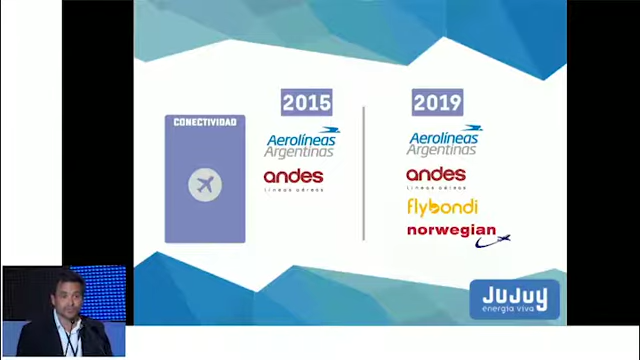 CONECTIVIDAD
2015
Aerolíneas
Argentinas
andes
líneas aéreas
2019
Aerolíneas
Argentinas
andes
líneas aéreas
flybondi
norwegian
JUJUY
energía viva